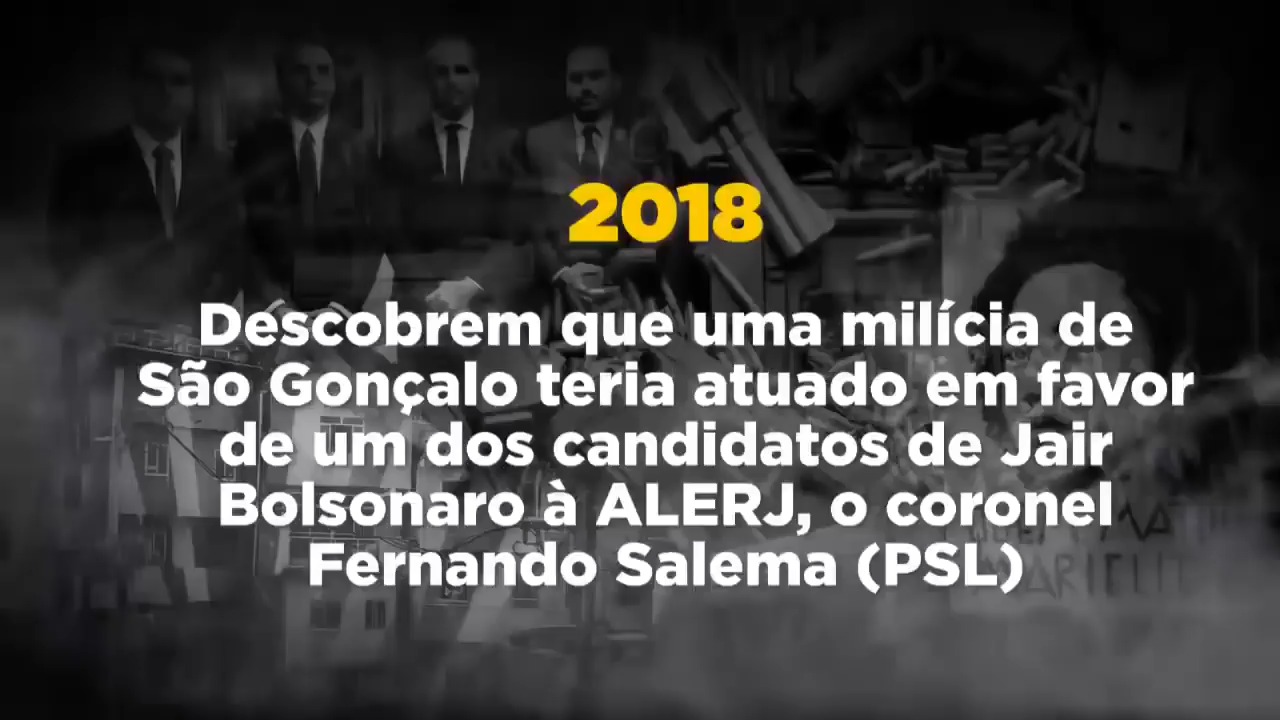 2018
Descobrem que uma milícia de
São Gonçalo teria atuado em favor
de um dos candidatos de Jair
Bolsonaro à ALERJ, o coronel
Fernando Salema (PSL)